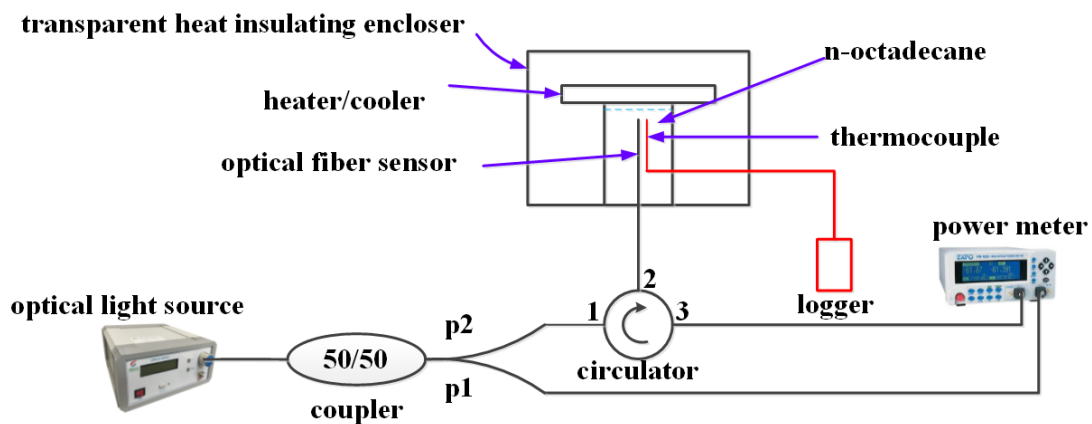 transparent heat insulating encloser
n-octadecane
heater/cooler
thermocouple
optical fiber sensor
power meter
2
optical light source
1
3
logger
p2
50/50
circulator
p1
coupler